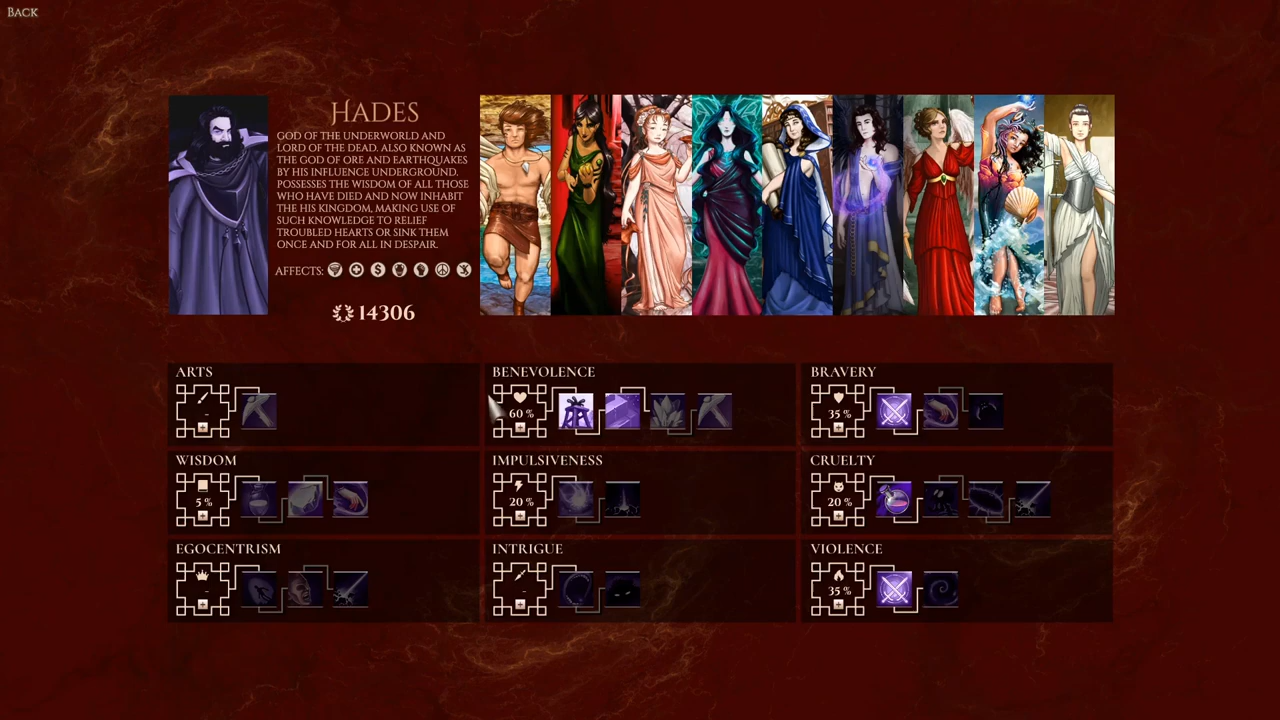 Back
Hades
God of the Underworld and
Lord of the Dead. Also known as
the god of ore and earthquakes
by his influence underground.
Possesses the wisdom of all those
who have died and now inhabit
the his kingdom, making use of
such knowledge to relief
troubled hearts or sink them
once and for all in despair.
Affects:
14306
Arts
-
Benevolence
60 %
Bravery
35 %
Wisdom
5 %
Impulsiveness
20 %
Cruelty
20 %
Egocentrism
-
Intrigue
-
Violence
35 %